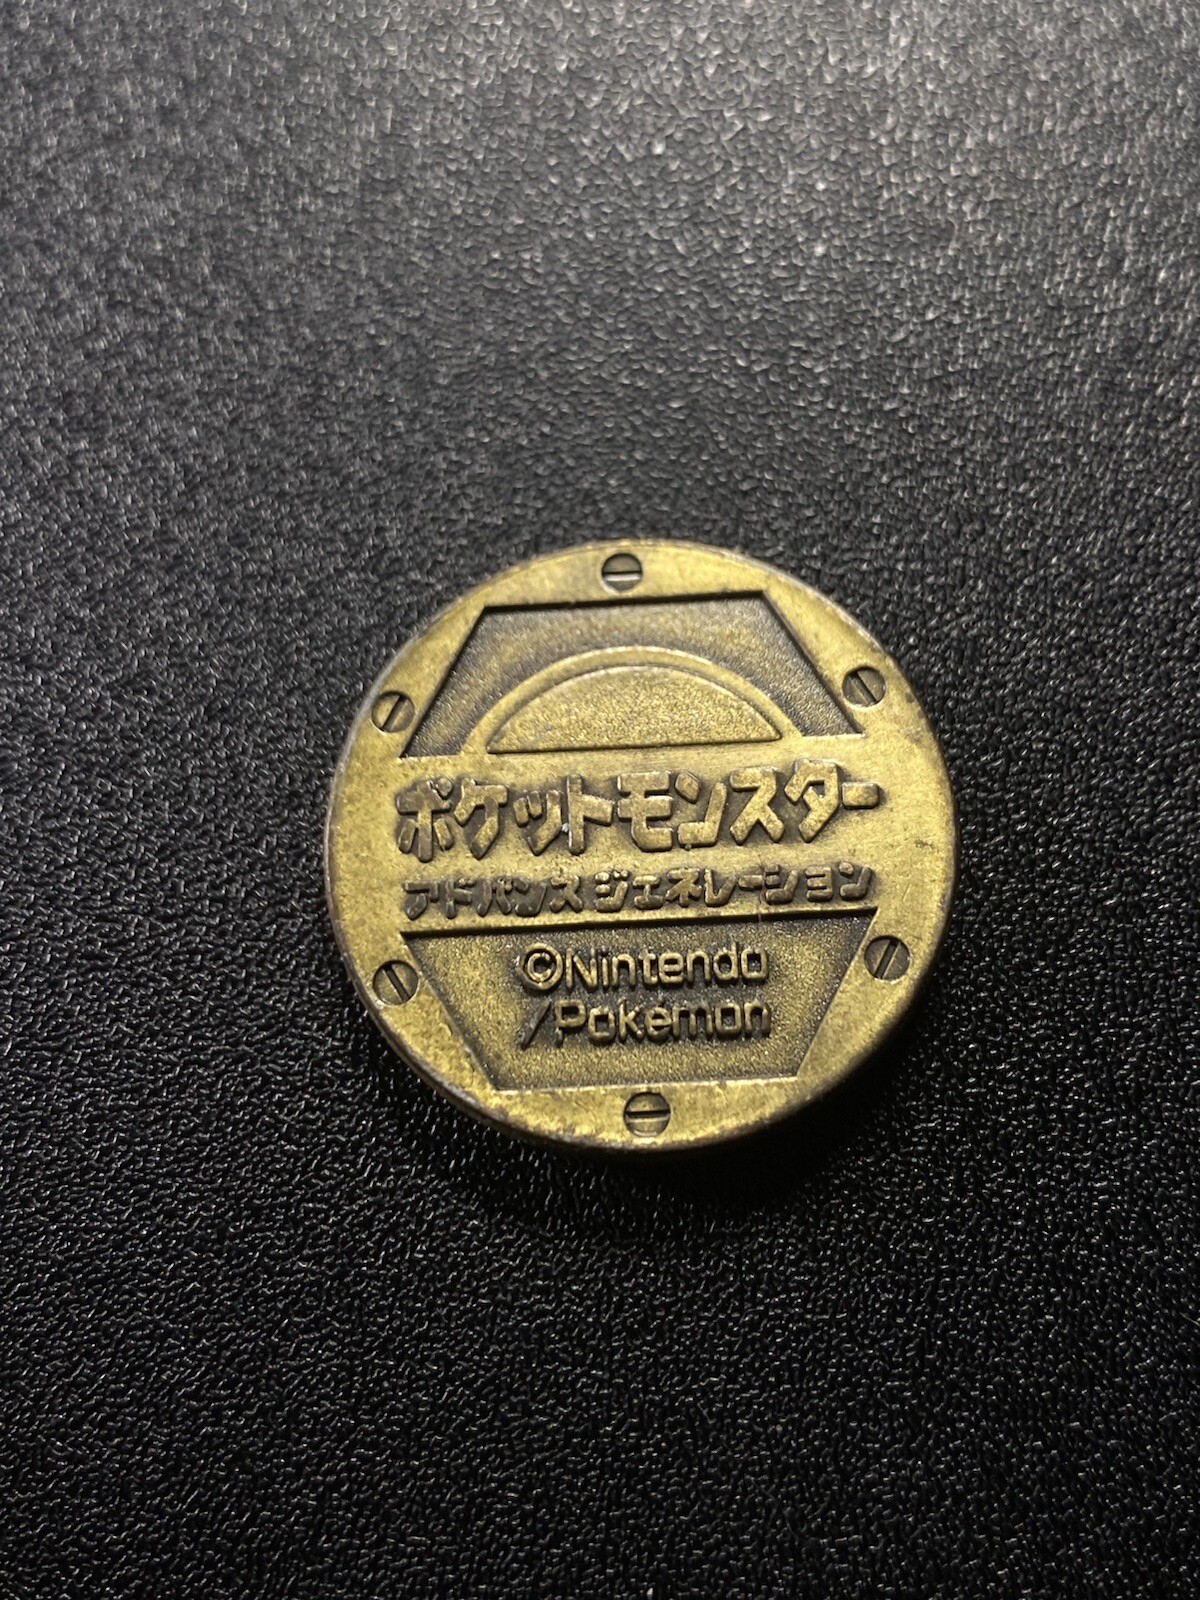 ポケットモンスター
アドバンスジェネレーション
©Nintendo
/Pokémon